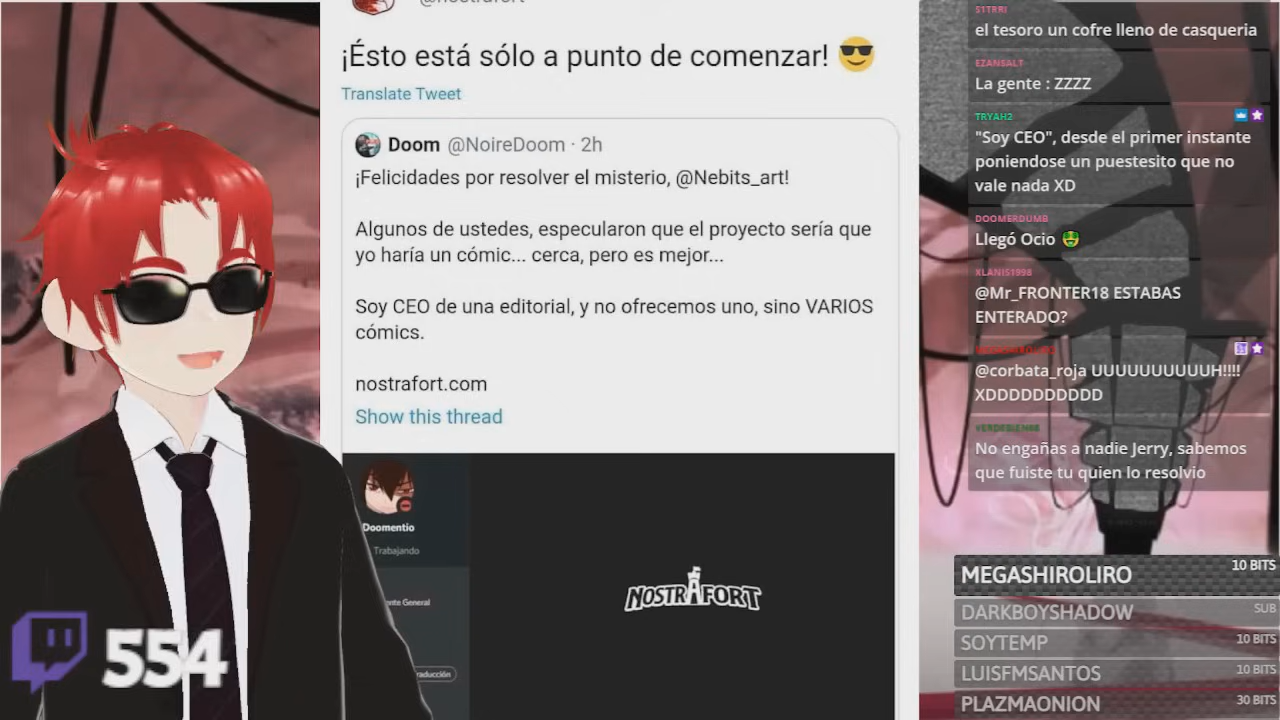 @nostrafort
¡Ésto está sólo a punto de comenzar! 😎
Translate Tweet
Doom @NoireDoom · 2h
¡Felicidades por resolver el misterio, @Nebits_art!
Algunos de ustedes, especularon que el proyecto sería que
yo haría un cómic... cerca, pero es mejor...
Soy CEO de una editorial, y no ofrecemos uno, sino VARIOS
cómics.
nostrafort.com
Show this thread
Doomentio
Trabajando
nte General
raducción
NOSTRAFORT
554
S1TRRI
el tesoro un cofre lleno de casqueria
EZANSALT
La gente : ZZZZ
TRYAH2
"Soy CEO", desde el primer instante
poniendose un puestesito que no
vale nada XD
DOOMERDUMB
Llegó Ocio 🤑
XLANIS1998
@Mr_FRONTER18 ESTABAS
ENTERADO?
@corbata_roja UUUUUUUUUUH!!!!
XDDDDDDDDDD
No engañas a nadie Jerry, sabemos
que fuiste tu quien lo resolvio
MEGASHIROLIRO 10 BITS
DARKBOYSHADOW SUB
SOYTEMP 10 BITS
LUISFMSANTOS 10 BITS
PLAZMAONION 30 BITS